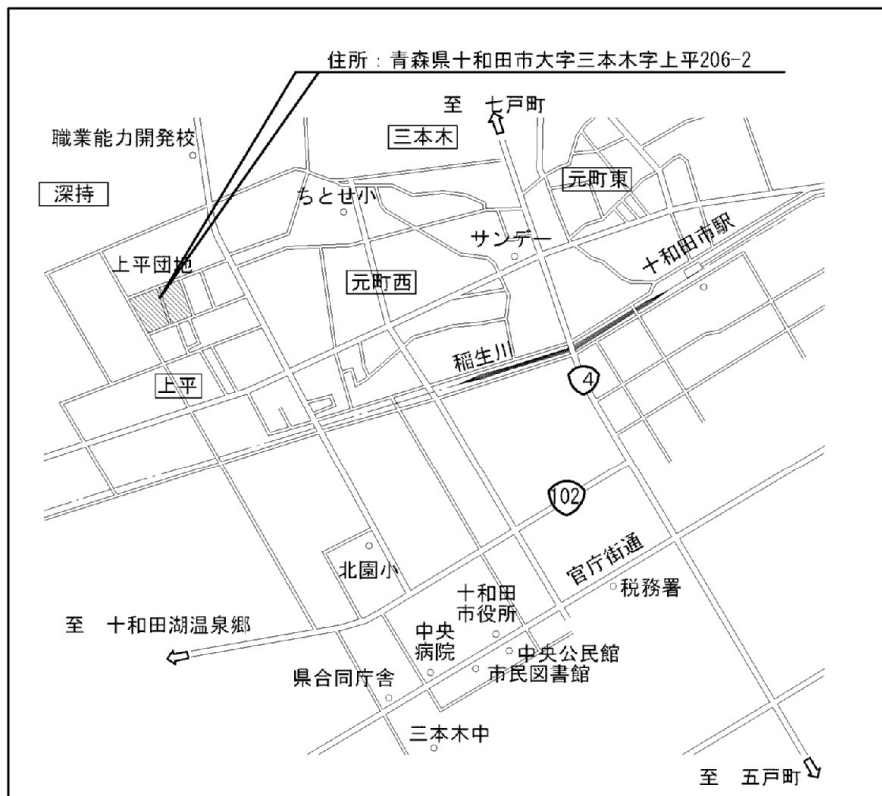 住所：青森県十和田市大字三本木字上平206-2
至　七戸町
職業能力開発校
三本木
深持
元町東
ちとせ小
サンデー
十和田市駅
上平団地
元町西
稲生川
上平
4
102
官庁街通
北園小
税務署
十和田
市役所
至　十和田湖温泉郷
中央
病院
中央公民館
市民図書館
県合同庁舎
三本木中
至　五戸町